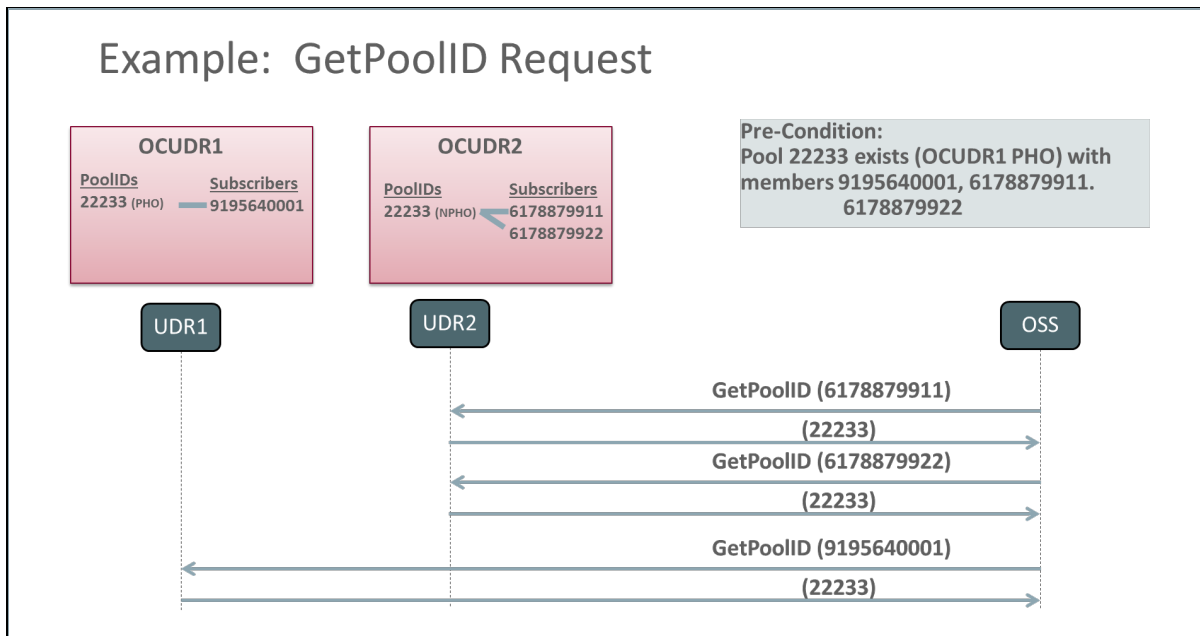 Example: GetPoolID Request
OCUDR1
PoolIDs
Subscribers
22233 (PHO)
9195640001
OCUDR2
PoolIDs
Subscribers
22233 (NPHO)
6178879911
6178879922
Pre-Condition:
Pool 22233 exists (OCUDR1 PHO) with
members 9195640001, 6178879911.
6178879922
UDR1
UDR2
OSS
GetPoolID (6178879911)
(22233)
GetPoolID (6178879922)
(22233)
GetPoolID (9195640001)
(22233)